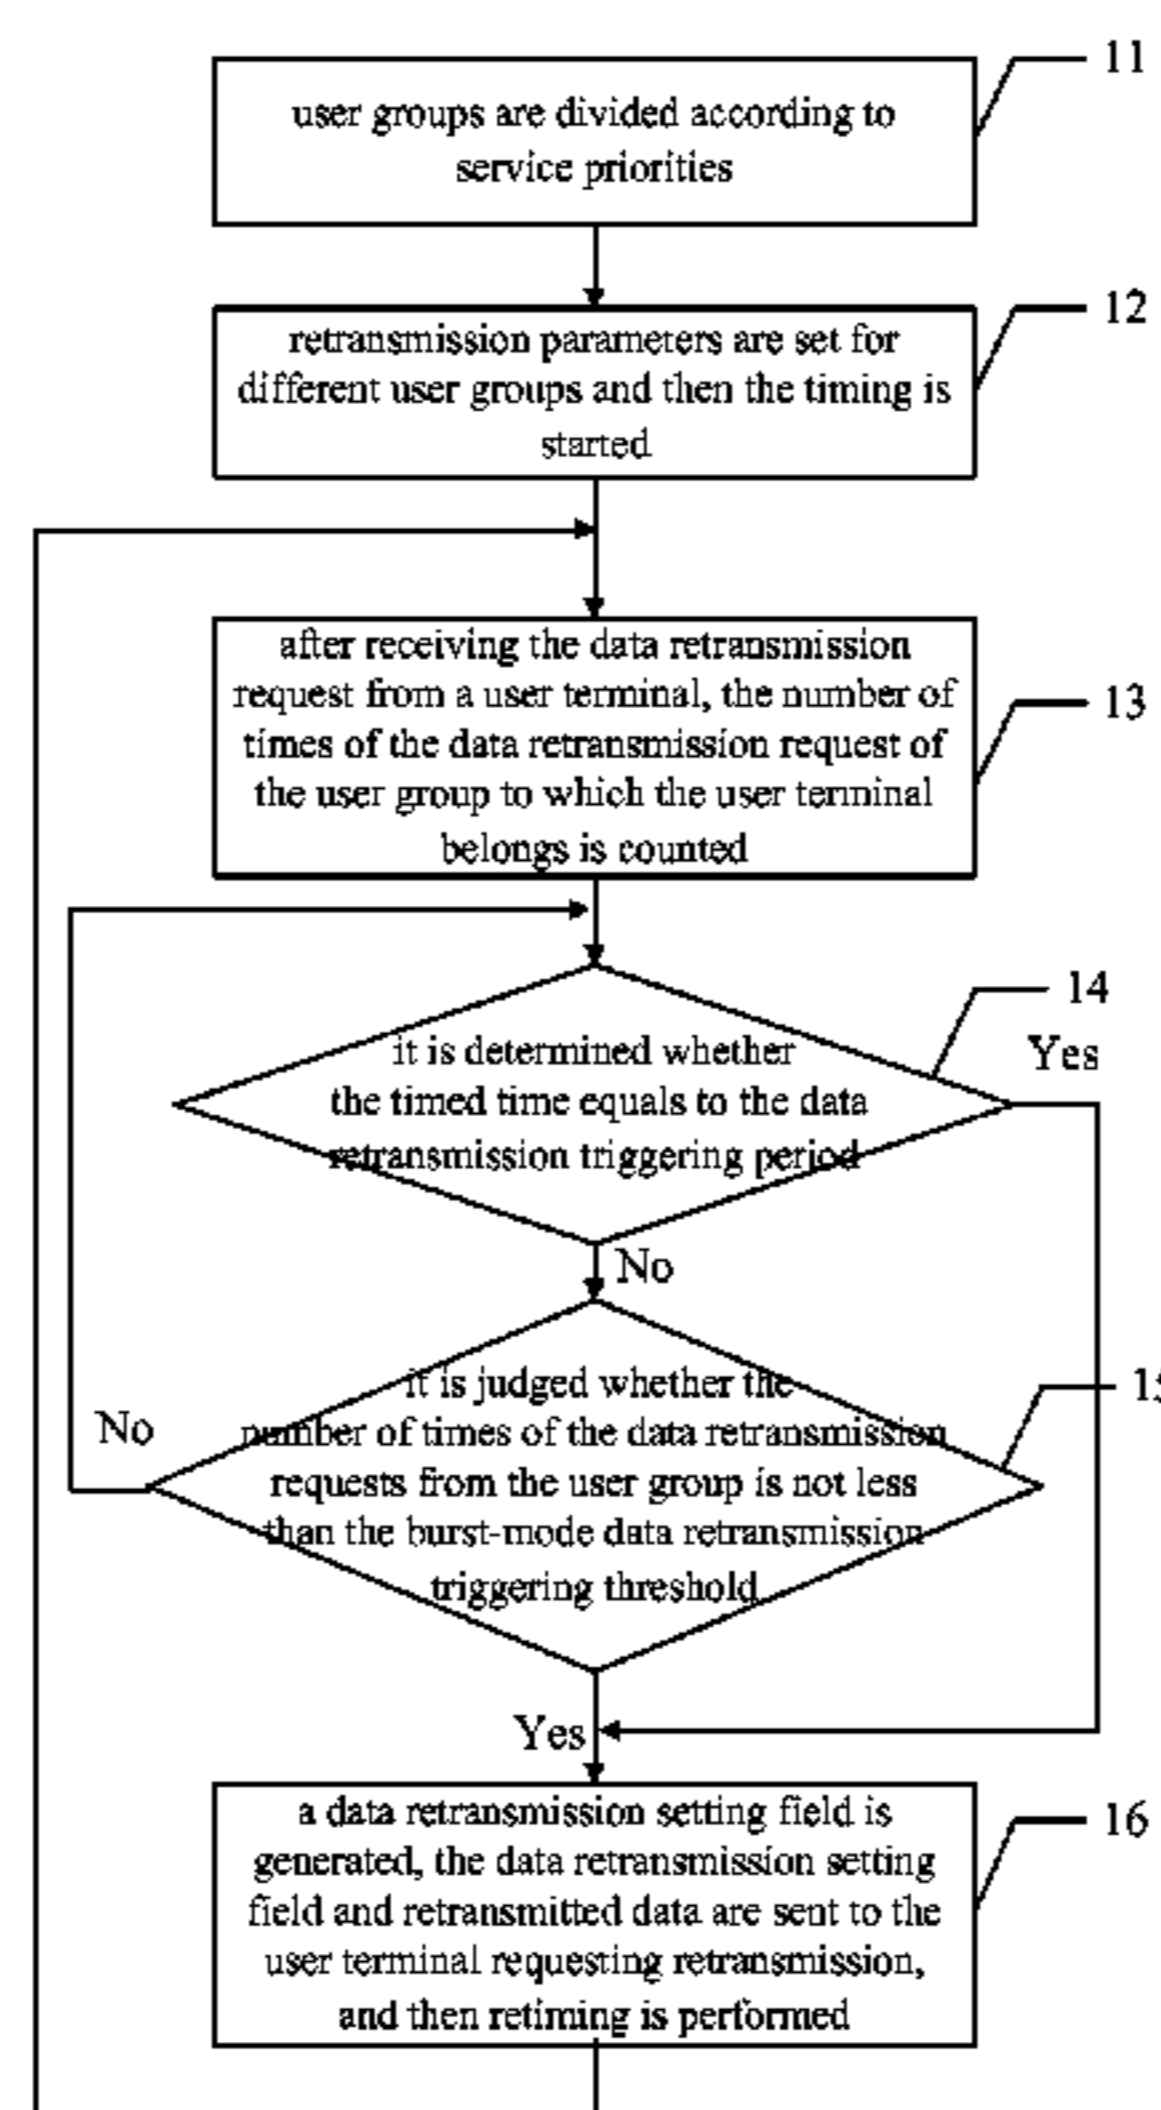 11
user groups are divided according to
service priorities
12
retransmission parameters are set for
different user groups and then the timing is
started
after receiving the data retransmission
request from a user terminal, the number of
13
times of the data retransmission request of
the user group to which the user terminal
belongs is counted
14
Yes
it is determined whether
the timed time equals to the data
retransmission triggering period
No
it is judged whether the
No
number of times of the data retransmission
requests from the user group is not less
than the burst-mode data retransmission
triggering threshold
Yes
a data retransmission setting field is
16
generated, the data retransmission setting
field and retransmitted data are sent to the
user terminal requesting retransmission,
and then retiming is performed